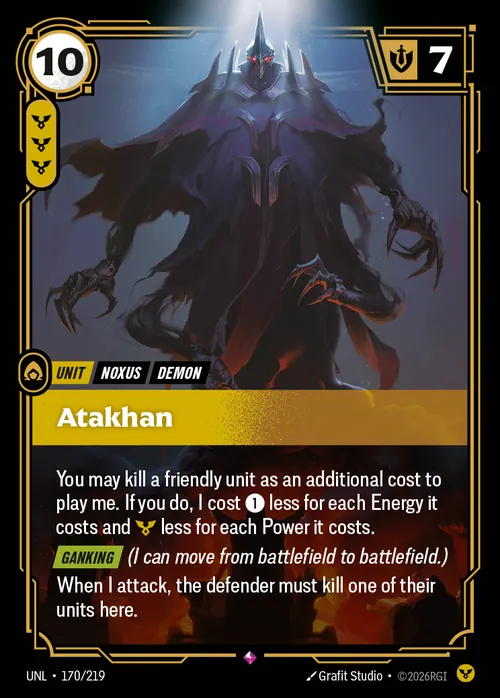 10
7
UNIT NOXUS DEMON
Atakhan
You may kill a friendly unit as an additional cost to
play me. If you do, I cost 1 less for each Energy it
costs and less for each Power it costs.
GANKING (I can move from battlefield to battlefield.)
When I attack, the defender must kill one of their
units here.
UNL • 170/219
Grafit Studio • ©2026RGI